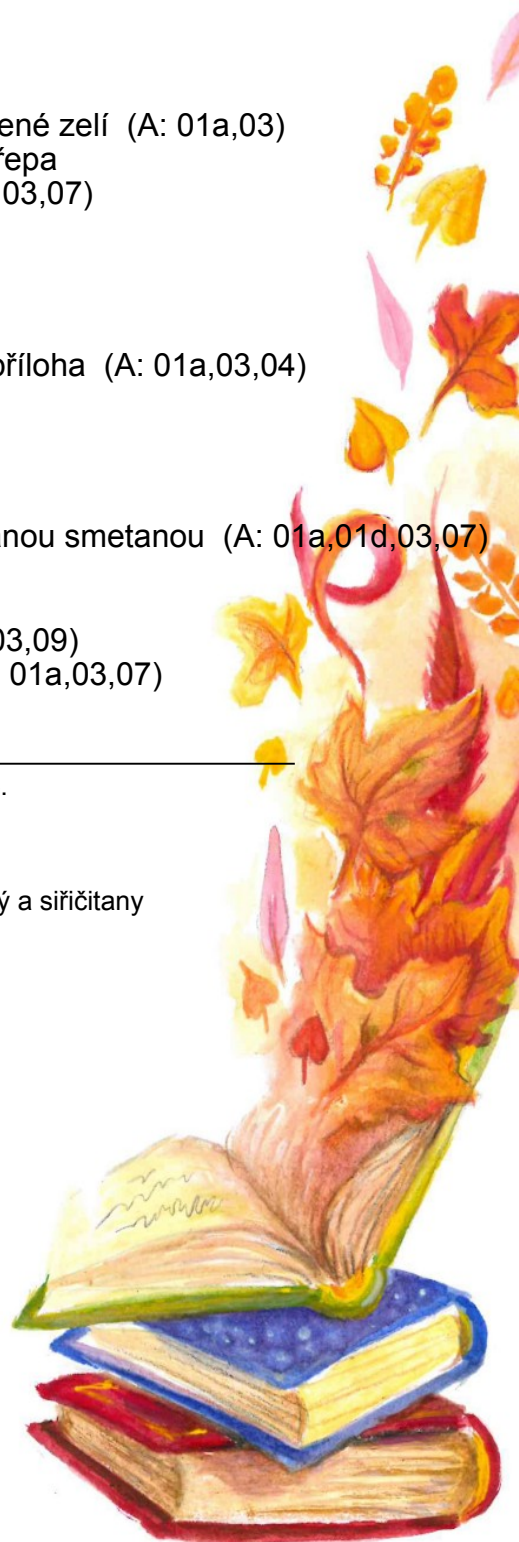 ené zelí (A: 01a,03)
řepa
03,07)
příloha (A: 01a,03,04)
anou smetanou (A: 01a,01d,03,07)
03,09)
01a,03,07)
.
ý a siřičitany